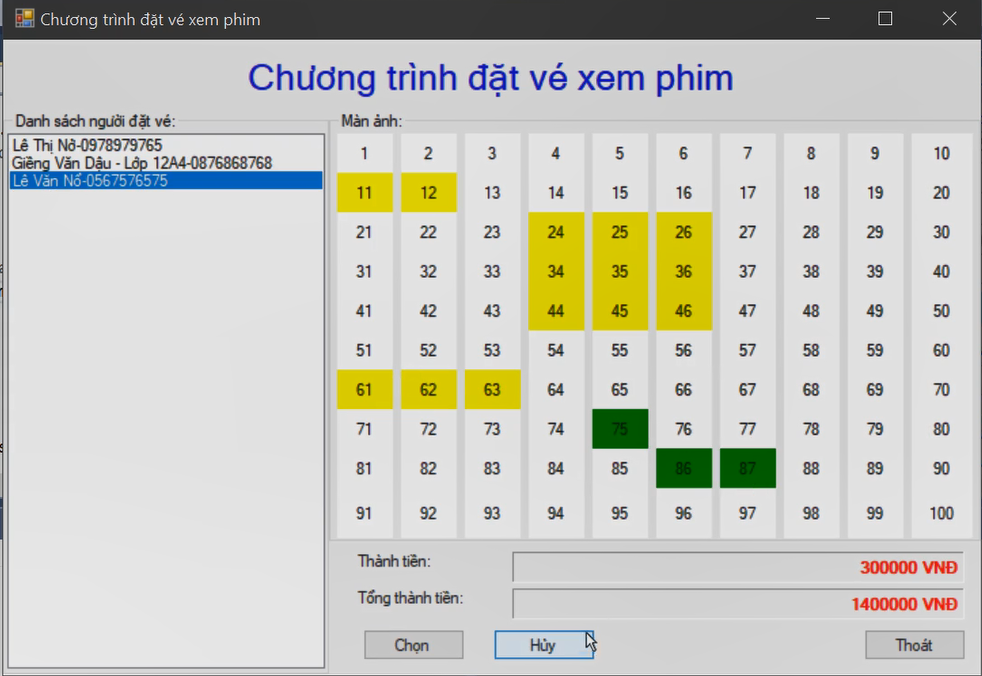 Chương trình đặt vé xem phim
Chương trình đặt vé xem phim
Danh sách người đặt vé:
Lê Thị Nở-0978979765
Giềng Văn Dậu - Lớp 12A4-0876868768
Lê Văn Nổ-0567576575
Màn ảnh:
1 2 3 4 5 6 7 8 9 10
11 12 13 14 15 16 17 18 19 20
21 22 23 24 25 26 27 28 29 30
31 32 33 34 35 36 37 38 39 40
41 42 43 44 45 46 47 48 49 50
51 52 53 54 55 56 57 58 59 60
61 62 63 64 65 66 67 68 69 70
71 72 73 74 75 76 77 78 79 80
81 82 83 84 85 86 87 88 89 90
91 92 93 94 95 96 97 98 99 100
Thành tiền: 300000 VNĐ
Tổng thành tiền: 1400000 VNĐ
Chọn Hủy Thoát